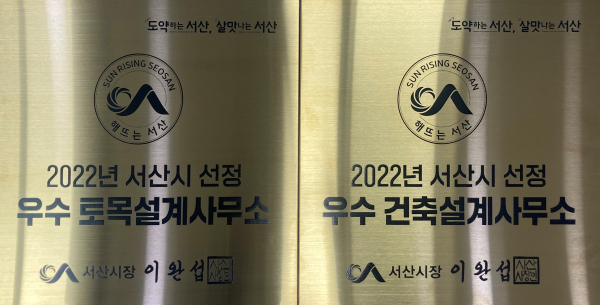 도약하는 서산, 살맛나는 서산
SUN RISING SEOSAN
해뜨는 서산
2022년 서산시 선정
우수 토목설계사무소
서산시장 이완섭
도약하는 서산, 살맛나는 서산
SUN RISING SEOSAN
해뜨는 서산
2022년 서산시 선정
우수 건축설계사무소
서산시장 이완섭